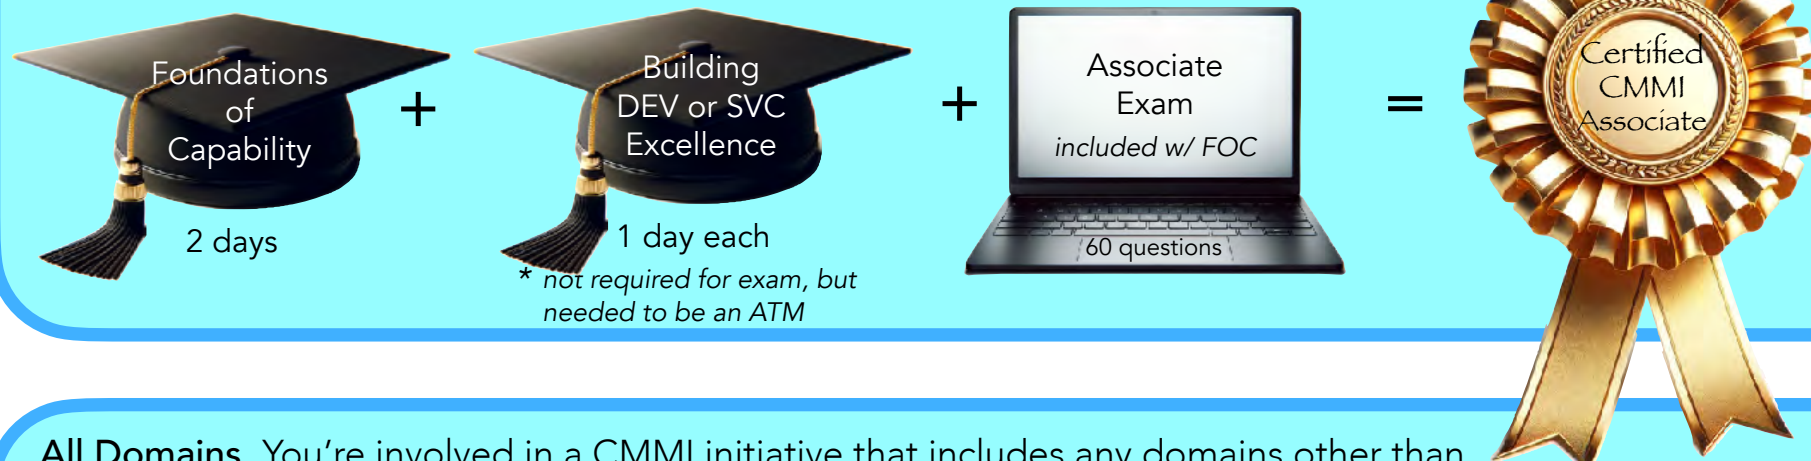 Foundations
of
Capability
+
Building
DEV or SVC
Excellence
+
Associate
Exam
included w/ FOC
=
Certified
CMMI
Associate
2 days
1 day each
60 questions
* not required for exam, but
needed to be an ATM
All Domains  You're involved in a CMMI initiative that includes any domains other than